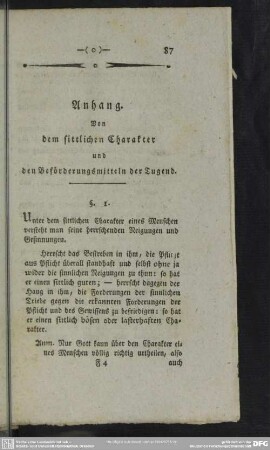 —( o )— 87
Anhang.
Von
dem sittlichen Charakter
und
den Beförderungsmitteln der Tugend.
§. 1.
Unter dem sittlichen Charakter eines Menschen
versteht man seine herrschenden Neigungen und
Gesinnungen.
Herrscht das Bestreben in ihm, die Pflicht
aus Pflicht überall standhaft und selbst ohne ja
wider die sinnlichen Neigungen zu thun: so hat
er einen sittlich guten; — herrscht dagegen der
Hang in ihm, die Forderungen der sinnlichen
Triebe gegen die erkannten Forderungen der
Pflicht und des Gewissens zu befriedigen: so hat
er einen sittlich bösen oder lasterhaften Cha-
rakter.
Anm. Nur Gott kann über den Charakter ei-
nes Menschen völlig richtig urtheilen, also
F 4 auch